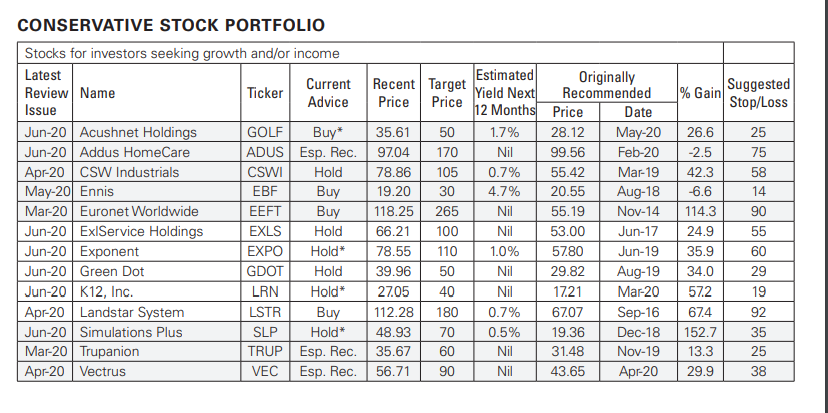 CONSERVATIVE STOCK PORTFOLIO
Stocks for investors seeking growth and/or income
Latest Review Issue Name Ticker Current Advice Recent Price Target Price Estimated Yield Next 12 Months Originally Recommended Price Date % Gain Suggested Stop/Loss
Jun-20 Acushnet Holdings GOLF Buy* 35.61 50 1.7% 28.12 May-20 26.6 25
Jun-20 Addus HomeCare ADUS Esp. Rec. 97.04 170 Nil 99.56 Feb-20 -2.5 75
Apr-20 CSW Industrials CSWI Hold 78.86 105 0.7% 55.42 Mar-19 42.3 58
May-20 Ennis EBF Buy 19.20 30 4.7% 20.55 Aug-18 -6.6 14
Mar-20 Euronet Worldwide EEFT Buy 118.25 265 Nil 55.19 Nov-14 114.3 90
Jun-20 ExlService Holdings EXLS Hold 66.21 100 Nil 53.00 Jun-17 24.9 55
Jun-20 Exponent EXPO Hold* 78.55 110 1.0% 57.80 Jun-19 35.9 60
Jun-20 Green Dot GDOT Hold 39.96 50 Nil 29.82 Aug-19 34.0 29
Jun-20 K12, Inc. LRN Hold* 27.05 40 Nil 17.21 Mar-20 57.2 19
Apr-20 Landstar System LSTR Buy 112.28 180 0.7% 67.07 Sep-16 67.4 92
Jun-20 Simulations Plus SLP Hold* 48.93 70 0.5% 19.36 Dec-18 152.7 35
Mar-20 Trupanion TRUP Esp. Rec. 35.67 60 Nil 31.48 Nov-19 13.3 25
Apr-20 Vectrus VEC Esp. Rec. 56.71 90 Nil 43.65 Apr-20 29.9 38